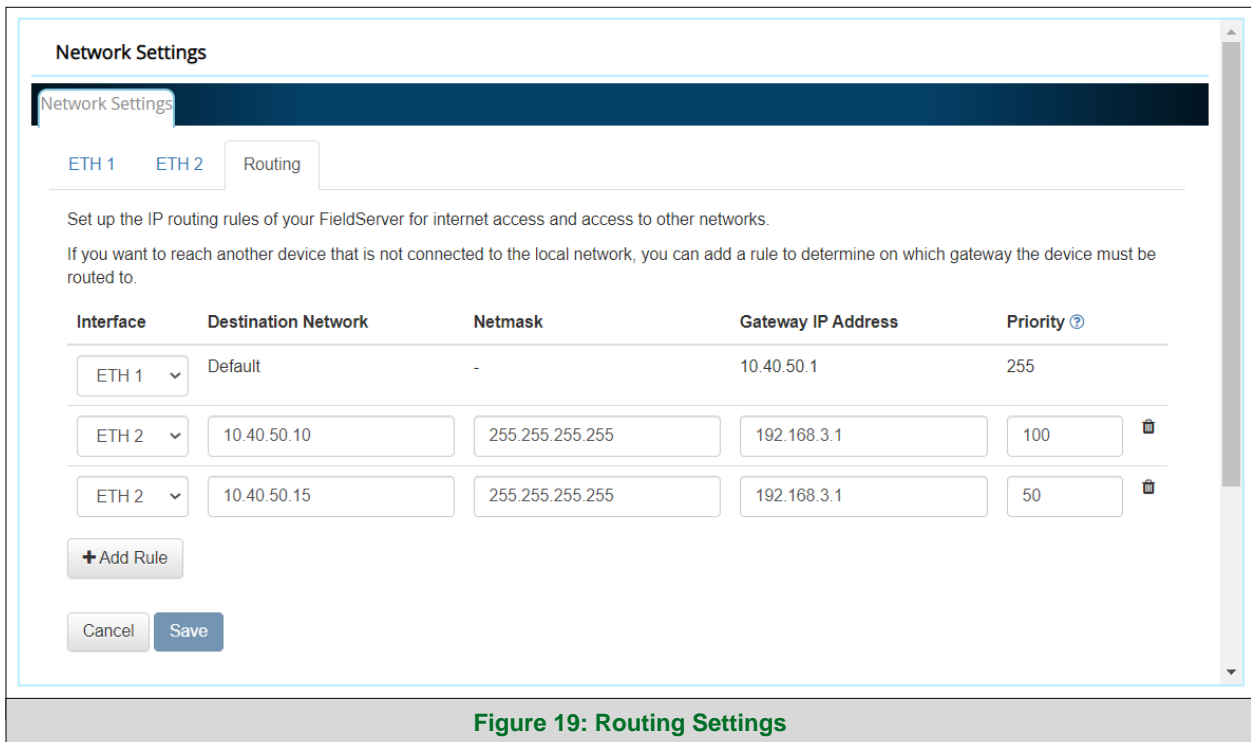 Network Settings
Network Settings
ETH 1 ETH 2 Routing
Set up the IP routing rules of your FieldServer for internet access and access to other networks.
If you want to reach another device that is not connected to the local network, you can add a rule to determine on which gateway the device must be
routed to.
Interface Destination Network Netmask Gateway IP Address Priority
ETH 1 Default - 10.40.50.1 255
ETH 2 10.40.50.10 255.255.255.255 192.168.3.1 100
ETH 2 10.40.50.15 255.255.255.255 192.168.3.1 50
+ Add Rule
Cancel Save
Figure 19: Routing Settings